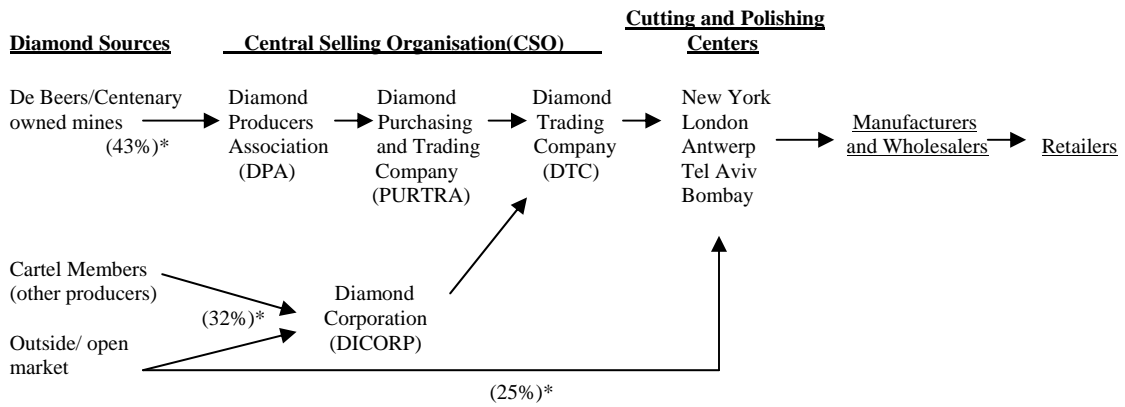 Cutting and Polishing
Diamond Sources Central Selling Organisation(CSO) Centers
De Beers/Centenary
owned mines
(43%)*
Diamond
Producers
Association
(DPA)
Diamond
Purchasing
and Trading
Company
(PURTRA)
Diamond
Trading
Company
(DTC)
New York
London
Antwerp
Tel Aviv
Bombay
Manufacturers
and Wholesalers
Retailers
Cartel Members
(other producers)
(32%)*
Outside/ open
market
Diamond
Corporation
(DICORP)
(25%)*